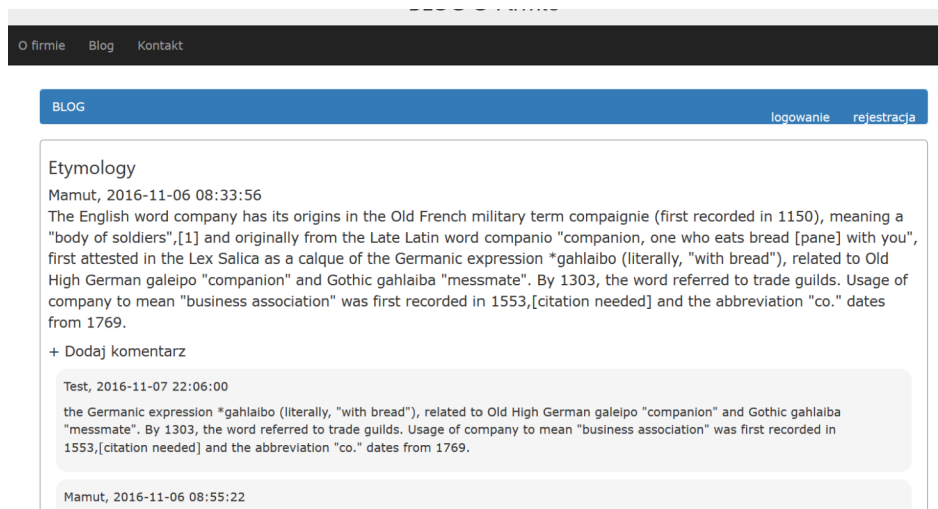 O firmie Blog Kontakt
BLOG
logowanie rejestracja
Etymology
Mamut, 2016-11-06 08:33:56
The English word company has its origins in the Old French military term compaignie (first recorded in 1150), meaning a
"body of soldiers",[1] and originally from the Late Latin word companio "companion, one who eats bread [pane] with you",
first attested in the Lex Salica as a calque of the Germanic expression *gahlaibo (literally, "with bread"), related to Old
High German galeipo "companion" and Gothic gahlaiba "messmate". By 1303, the word referred to trade guilds. Usage of
company to mean "business association" was first recorded in 1553,[citation needed] and the abbreviation "co." dates
from 1769.
+ Dodaj komentarz
Test, 2016-11-07 22:06:00
the Germanic expression *gahlaibo (literally, "with bread"), related to Old High German galeipo "companion" and Gothic gahlaiba
"messmate". By 1303, the word referred to trade guilds. Usage of company to mean "business association" was first recorded in
1553,[citation needed] and the abbreviation "co." dates from 1769.
Mamut, 2016-11-06 08:55:22